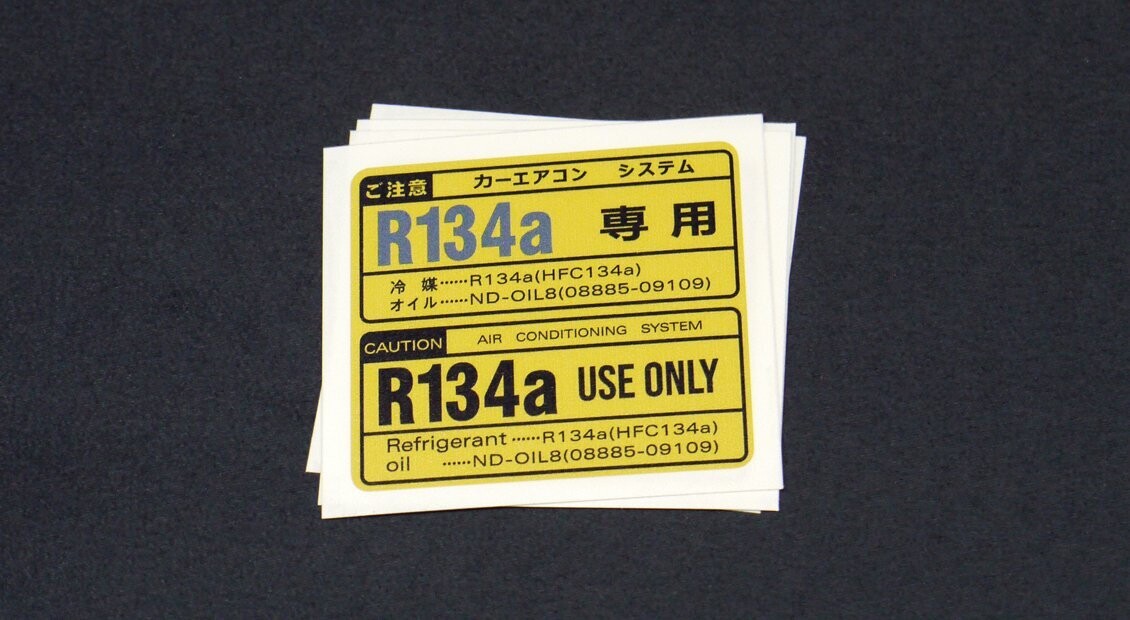 ご注意 カーエアコン システム
R134a 専用
冷 媒……R134a(HFC134a)
オイル……ND-OIL8(08885-09109)
CAUTION AIR CONDITIONING SYSTEM
R134a USE ONLY
Refrigerant……R134a(HFC134a)
oil ……ND-OIL8(08885-09109)